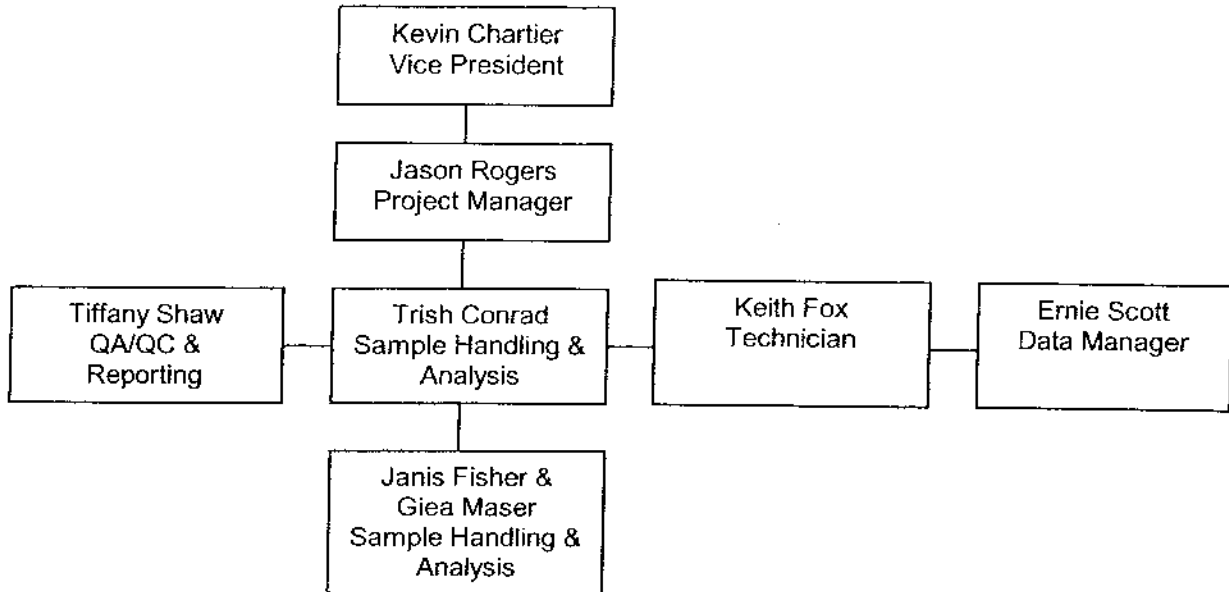 Kevin Chartier
Vice President
Jason Rogers
Project Manager
Tiffany Shaw
QA/QC &
Reporting
Trish Conrad
Sample Handling &
Analysis
Keith Fox
Technician
Ernie Scott
Data Manager
Janis Fisher &
Giea Maser
Sample Handling &
Analysis